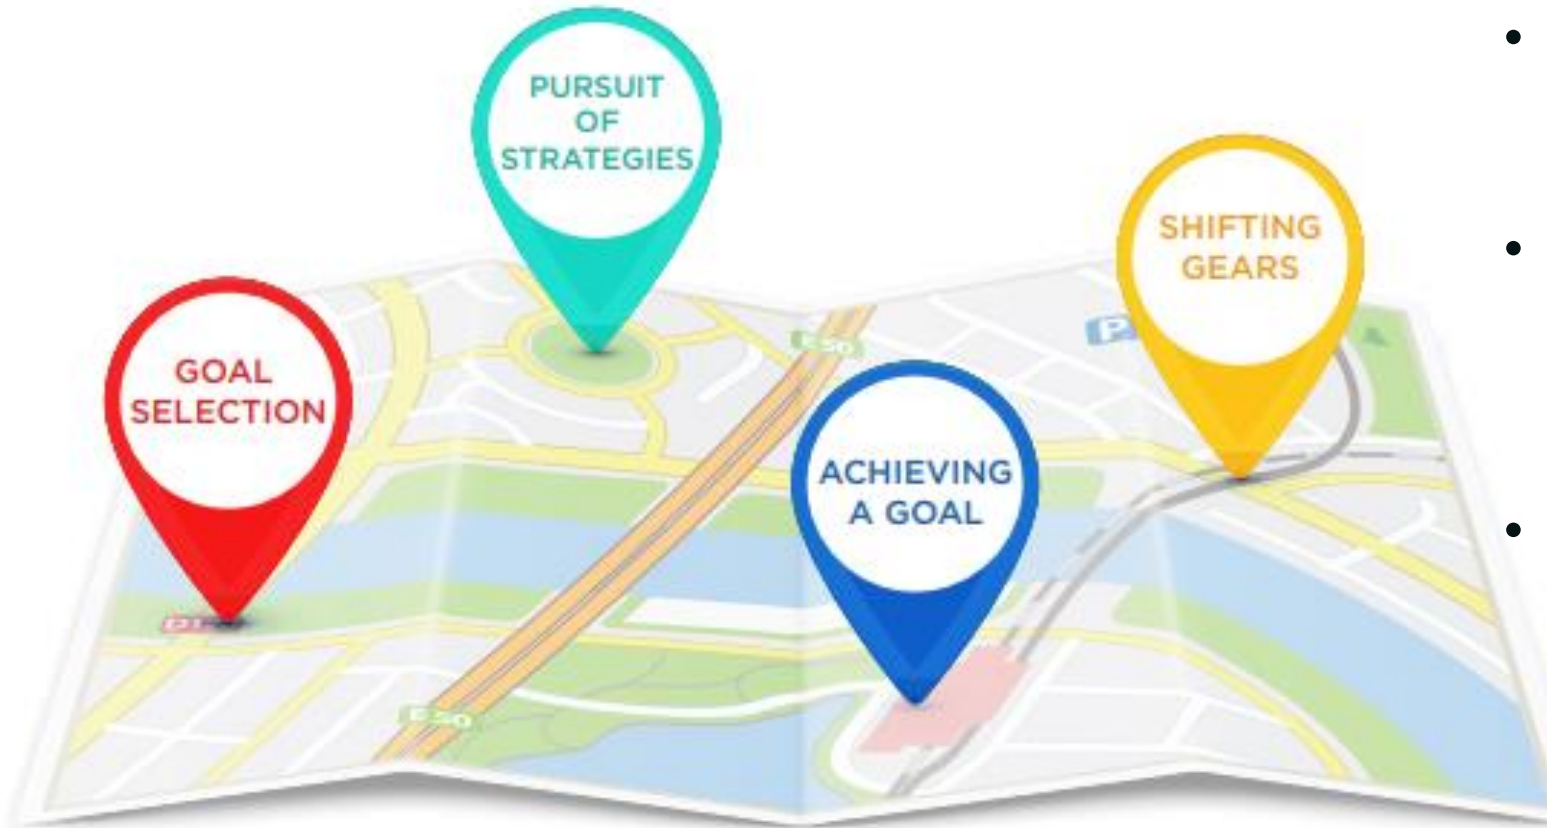 PURSUIT
OF
STRATEGIES
SHIFTING
GEARS
GOAL
SELECTION
ACHIEVING
A GOAL
E50
P
E50